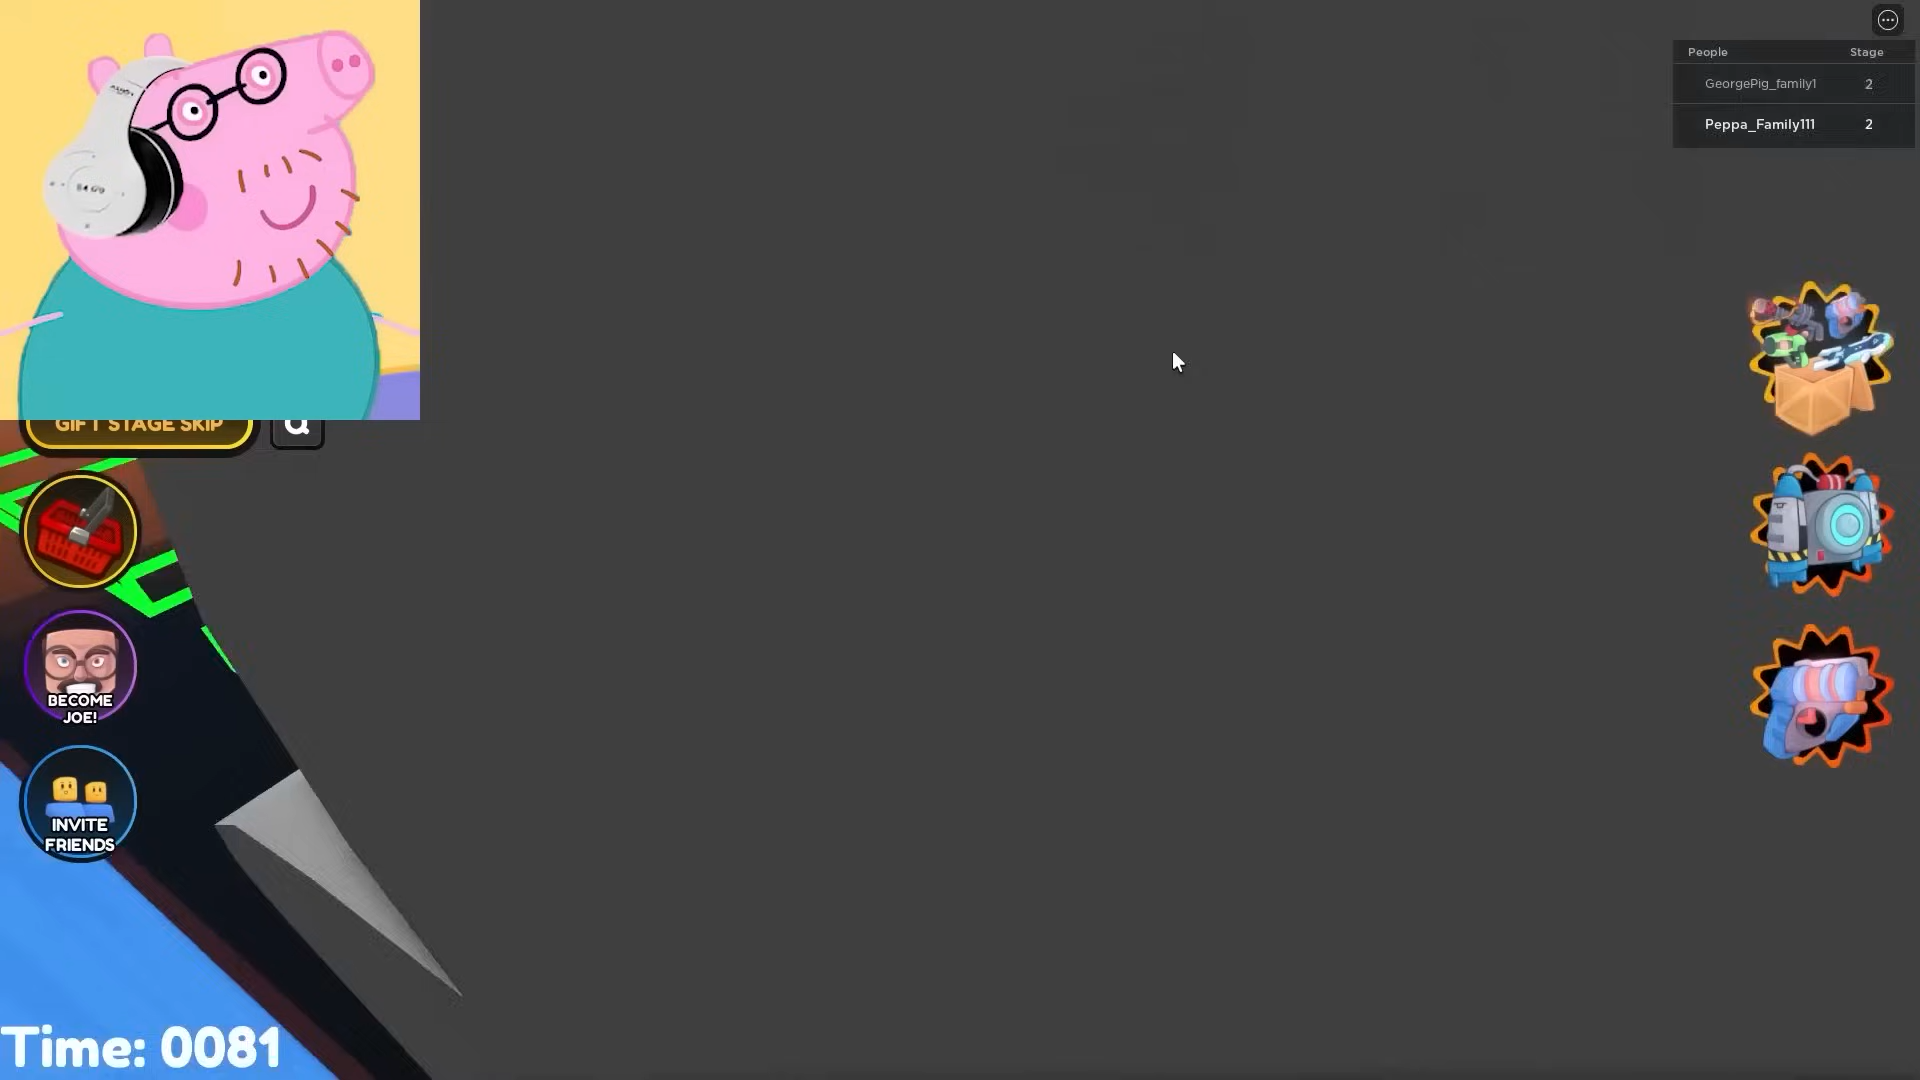 People Stage
GeorgePig_family1 2
Peppa_Family111 2
GIFT STAGE SKIP
BECOME
JOE!
INVITE
FRIENDS
Time: 0081